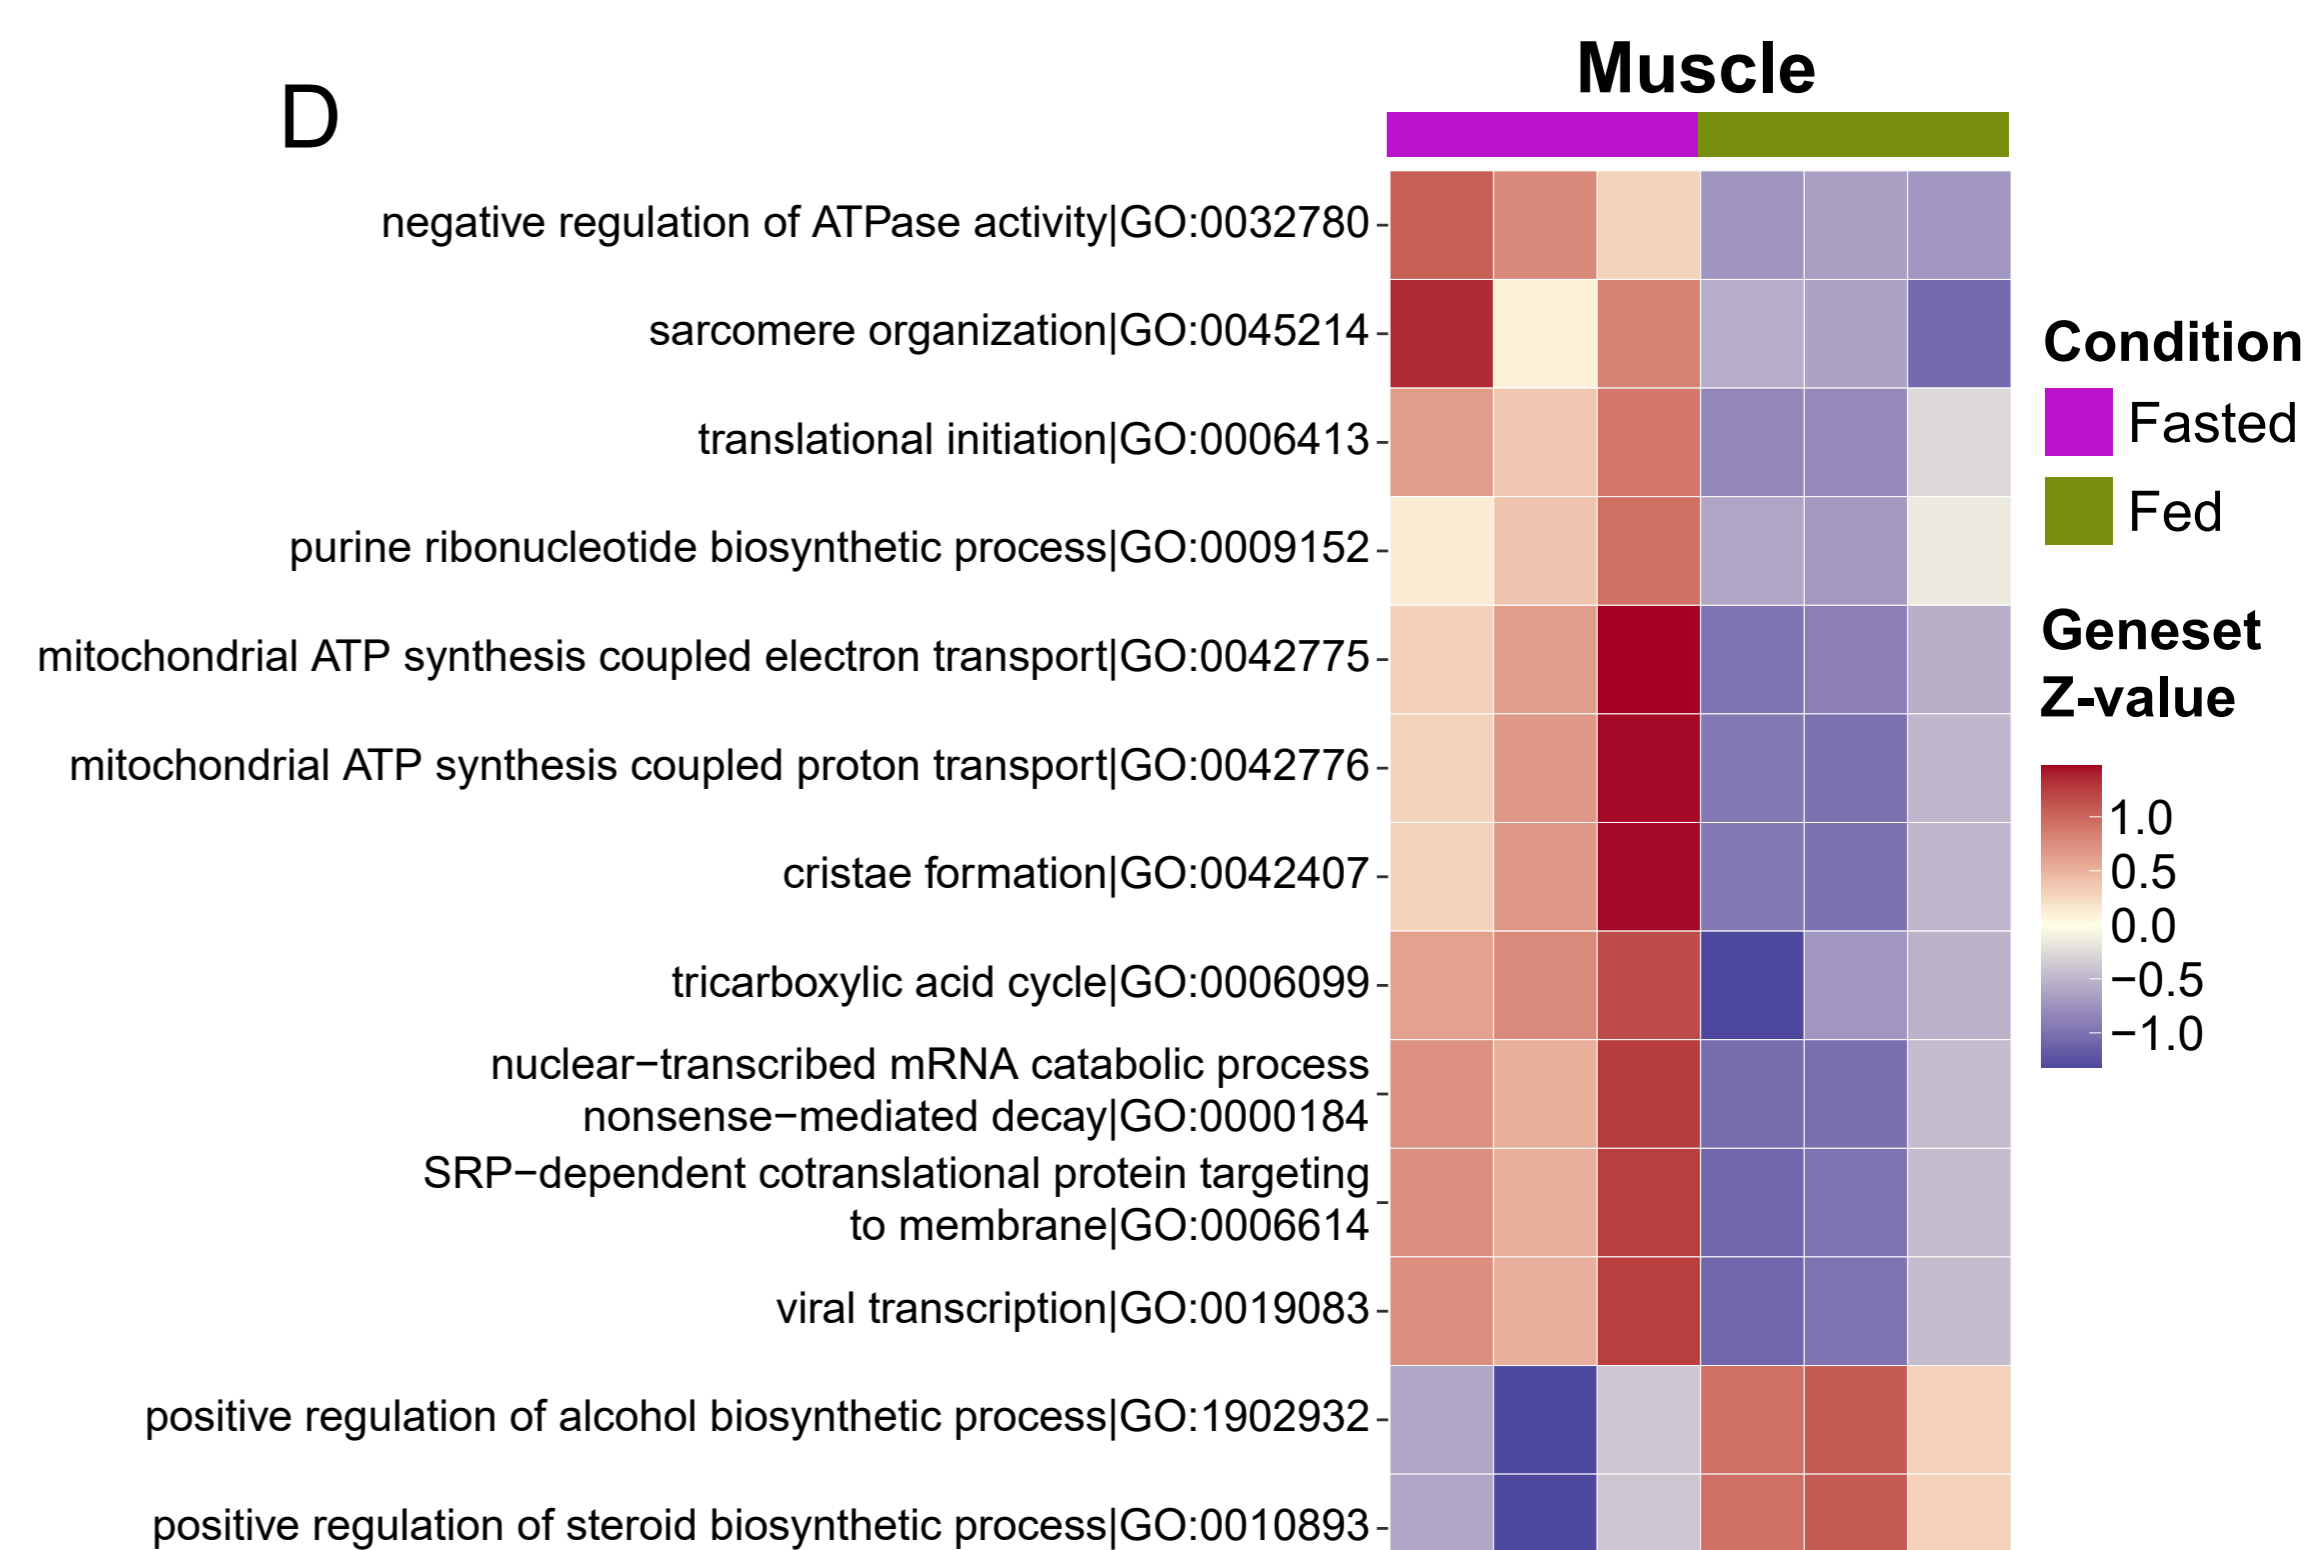 D
Muscle
negative regulation of ATPase activity|GO:0032780
sarcomere organization|GO:0045214
translational initiation|GO:0006413
purine ribonucleotide biosynthetic process|GO:0009152
mitochondrial ATP synthesis coupled electron transport|GO:0042775
mitochondrial ATP synthesis coupled proton transport|GO:0042776
cristae formation|GO:0042407
tricarboxylic acid cycle|GO:0006099
nuclear−transcribed mRNA catabolic process
nonsense−mediated decay|GO:0000184
SRP−dependent cotranslational protein targeting
to membrane|GO:0006614
viral transcription|GO:0019083
positive regulation of alcohol biosynthetic process|GO:1902932
positive regulation of steroid biosynthetic process|GO:0010893
Condition
Fasted
Fed
Geneset
Z-value
1.0
0.5
0.0
−0.5
−1.0